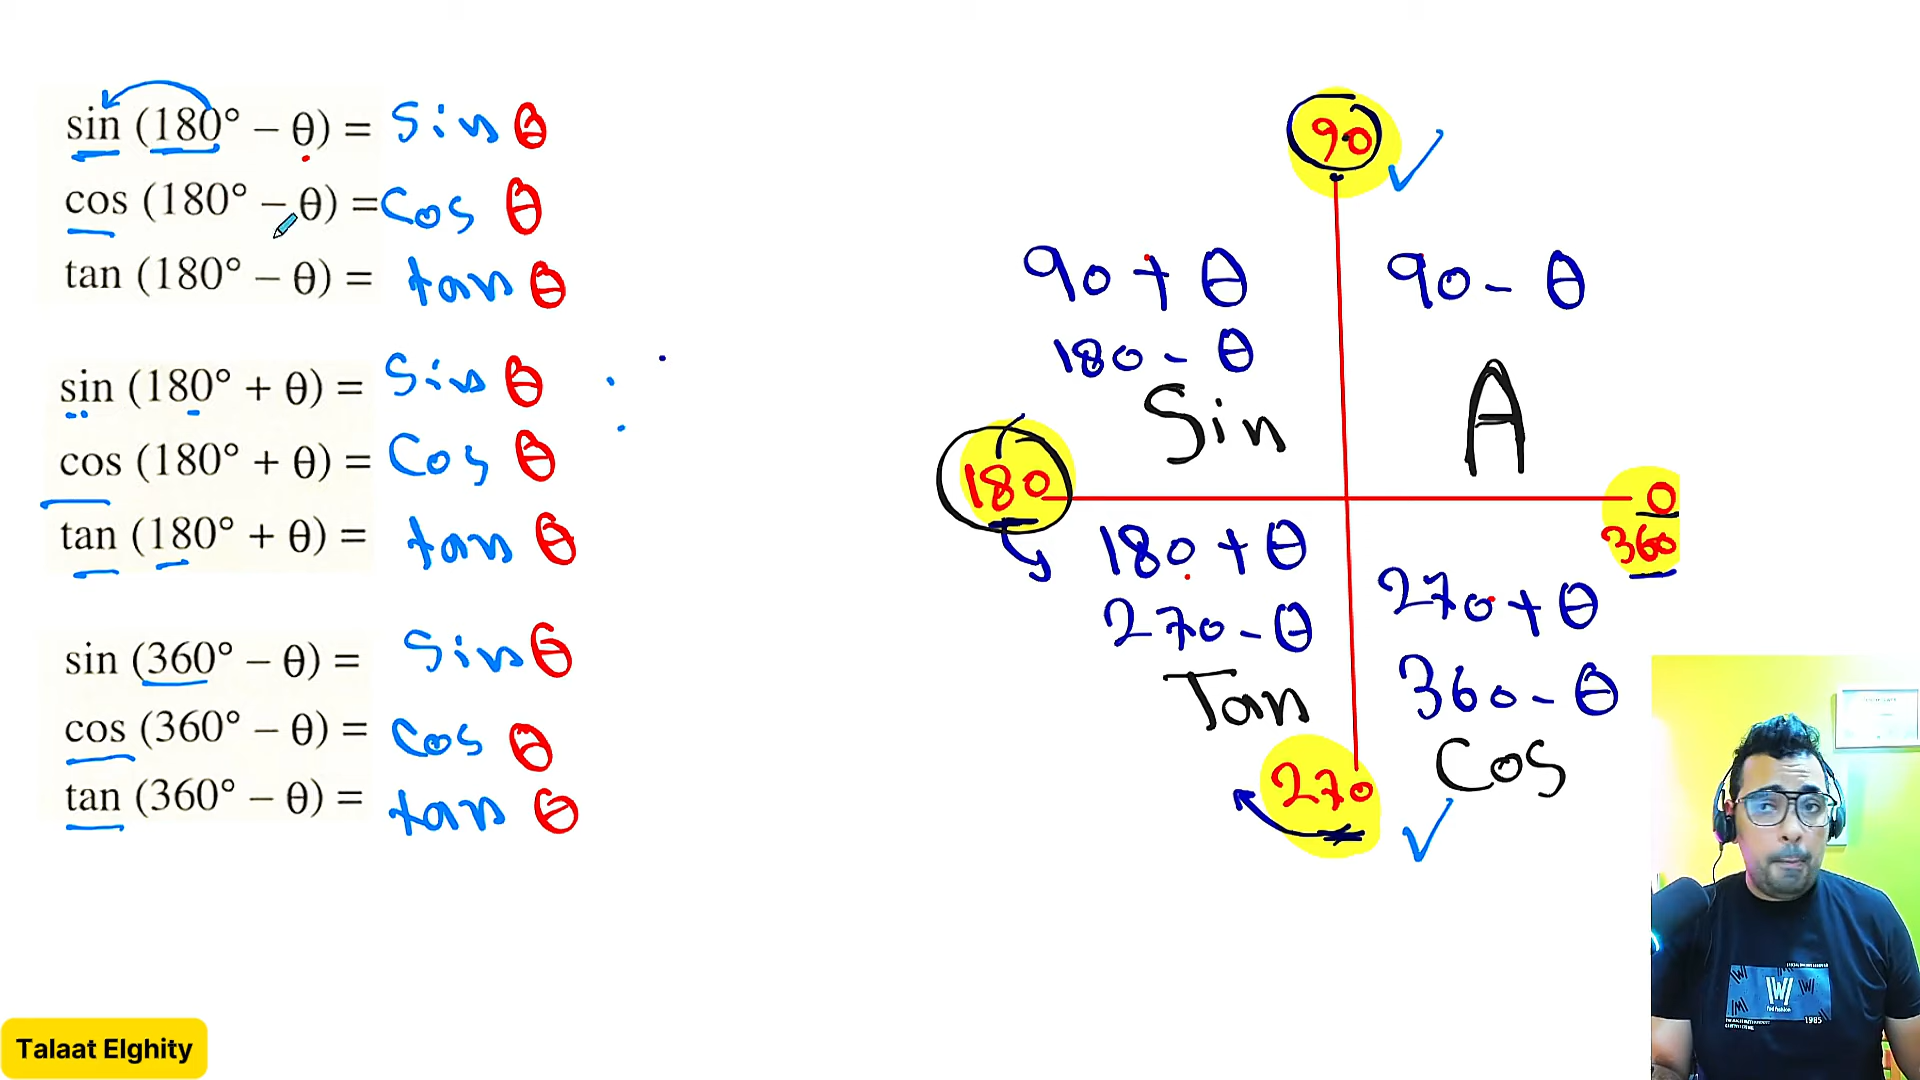 sin (180° − θ) = Sin θ
cos (180° − θ) = Cos θ
tan (180° − θ) = tan θ
sin (180° + θ) = Sin θ
cos (180° + θ) = Cos θ
tan (180° + θ) = tan θ
sin (360° − θ) = Sin θ
cos (360° − θ) = Cos θ
tan (360° − θ) = tan θ
90
90 + θ
90 - θ
180 - θ
Sin
A
180
0
360
180 + θ
270 + θ
270 - θ
360 - θ
Tan
Cos
270
W
1985
Talaat Elghity